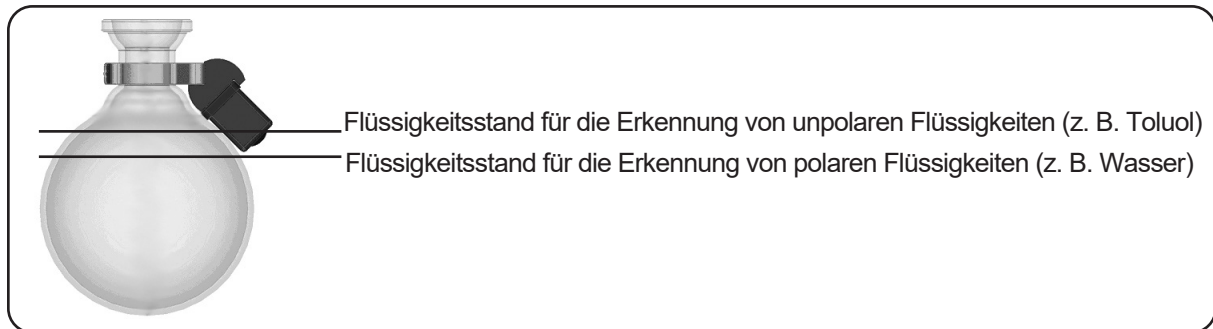 Flüssigkeitsstand für die Erkennung von unpolaren Flüssigkeiten (z. B. Toluol)
Flüssigkeitsstand für die Erkennung von polaren Flüssigkeiten (z. B. Wasser)